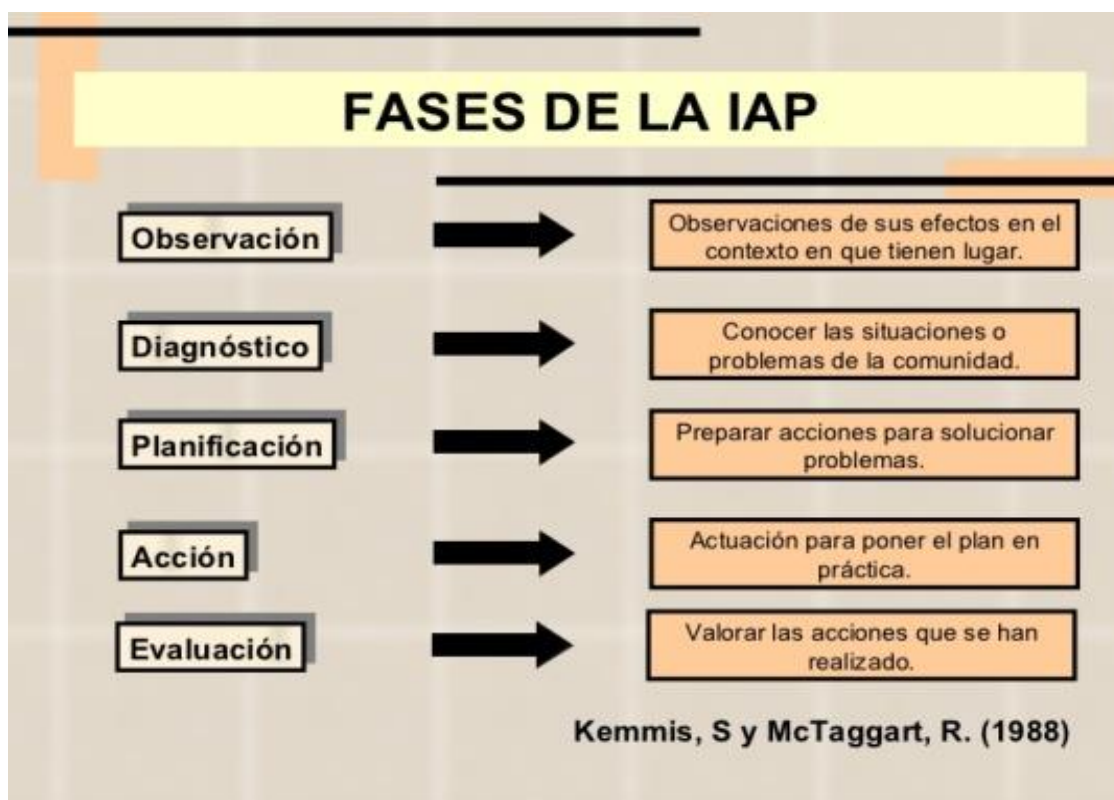 FASES DE LA IAP
Observación
Observaciones de sus efectos en el
contexto en que tienen lugar.
Diagnóstico
Conocer las situaciones o
problemas de la comunidad.
Planificación
Preparar acciones para solucionar
problemas.
Acción
Actuación para poner el plan en
práctica.
Evaluación
Valorar las acciones que se han
realizado.
Kemmis, S y McTaggart, R. (1988)